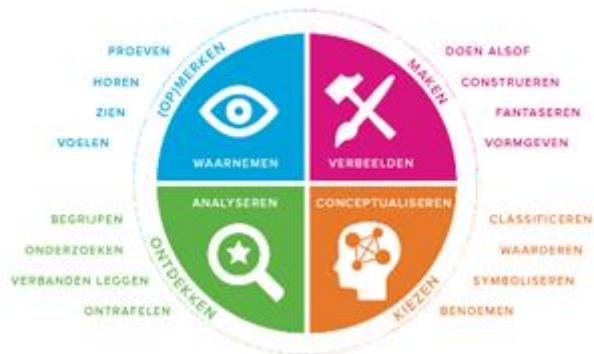 PROEVEN
HOREN
ZIEN
VOELEN
(OP)MERKEN
WAARNEMEN
MAKEN
VERBEELDEN
DOEN ALSOF
CONSTRUEREN
FANTASEREN
VORMGEVEN
BEGRIJPEN
ONDERZOEKEN
VERBANDEN LEGGEN
ONTRAFELEN
ONTDEKKEN
ANALYSEREN
CONCEPTUALISEREN
KIEZEN
CLASSIFICEREN
WAARDEREN
SYMBOLISEREN
BENOEMEN